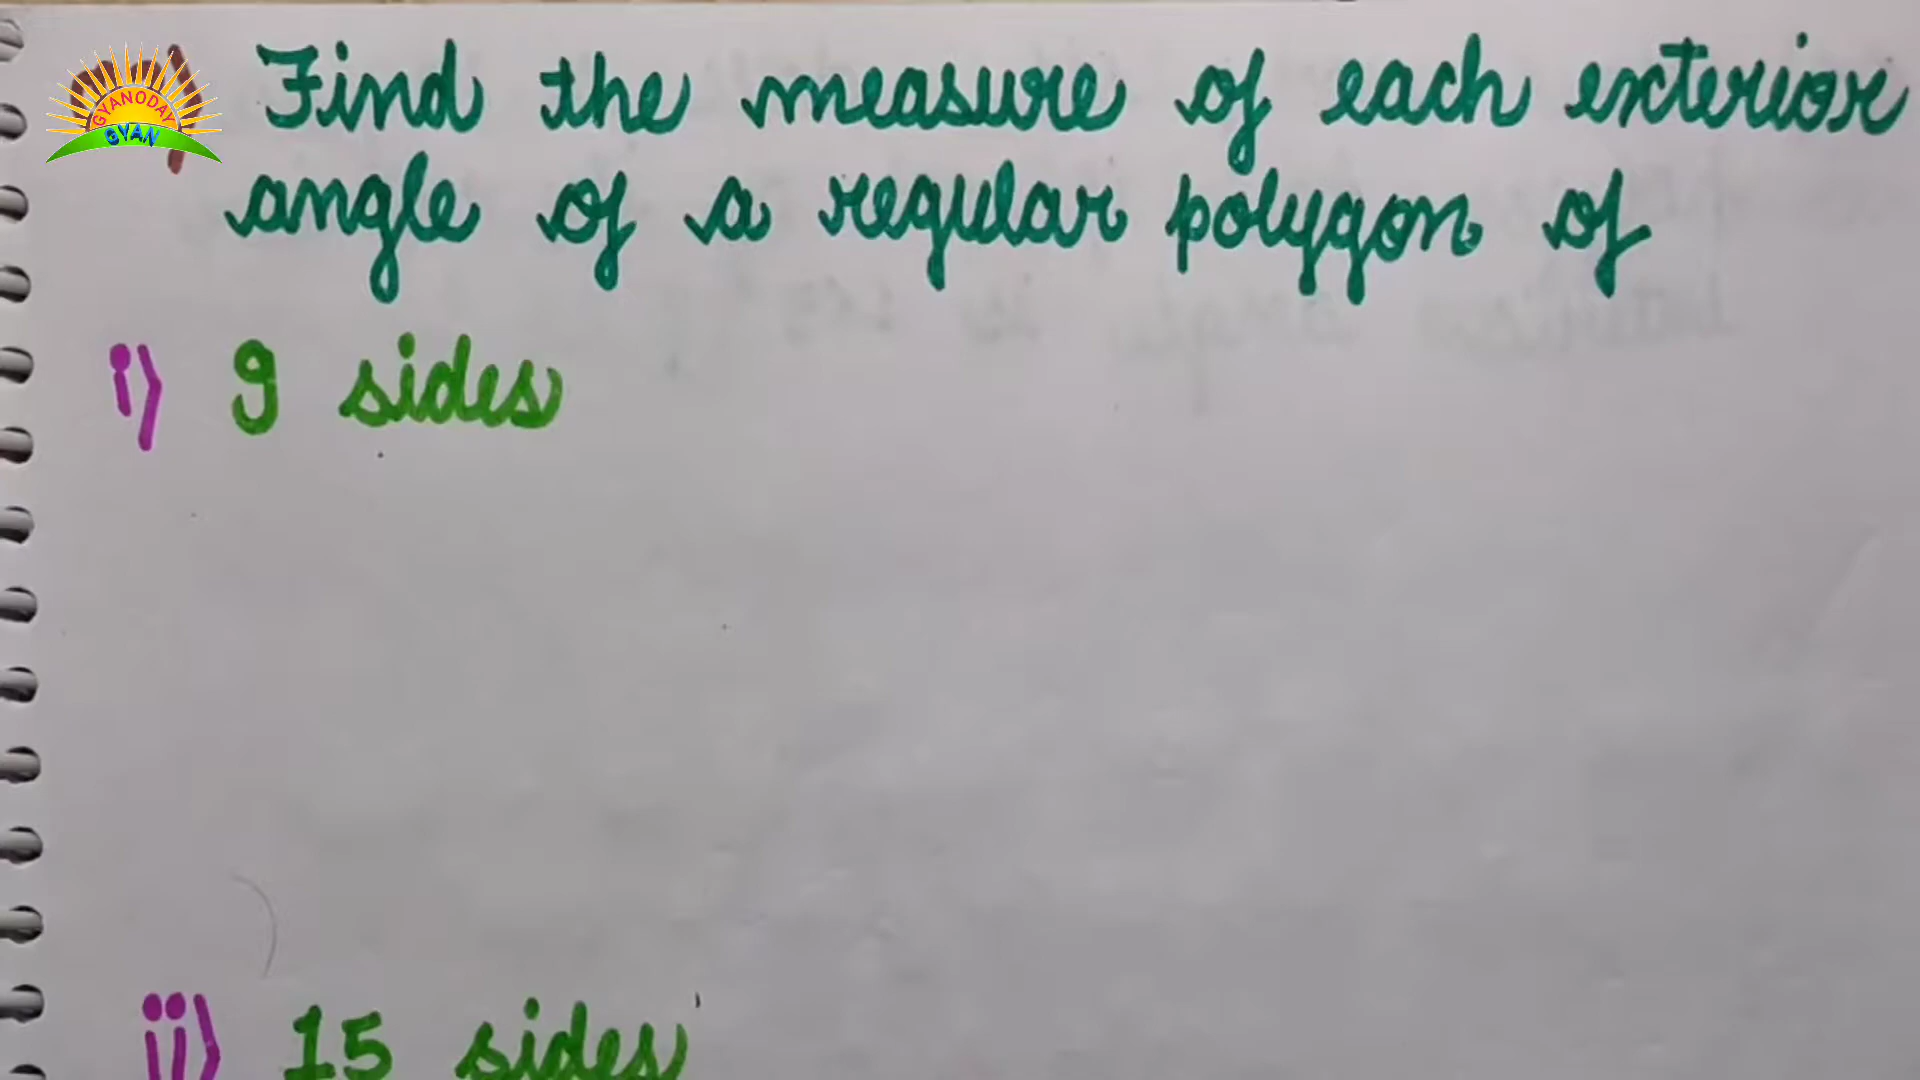 GYANODAY
GYAN
Find the measure of each exterior
angle of a regular polygon of
i) 9 sides
ii) 15 sides